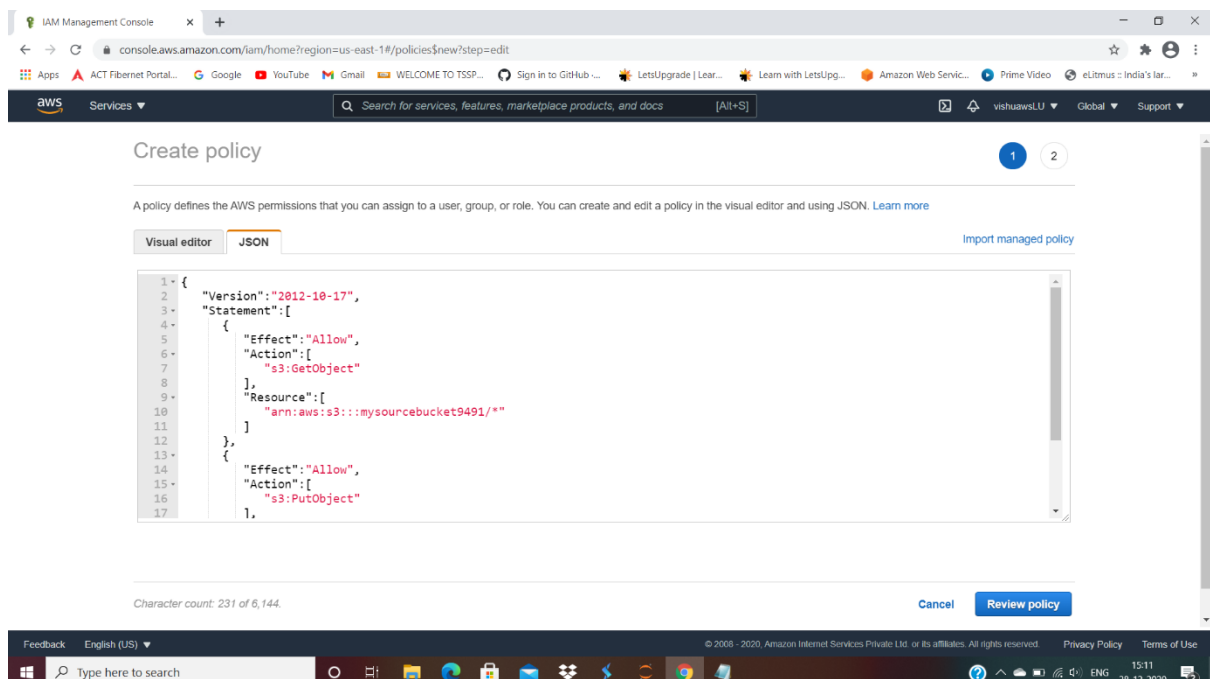 IAM Management Console
console.aws.amazon.com/iam/home?region=us-east-1#/policies$new?step=edit
Apps ACT Fibernet Portal... Google YouTube Gmail WELCOME TO TSSP... Sign in to GitHub ·... LetsUpgrade | Lear... Learn with LetsUpg... Amazon Web Servic... Prime Video eLitmus :: India's lar... »
aws Services ▼ Search for services, features, marketplace products, and docs [Alt+S] vishuawsLU ▼ Global ▼ Support ▼
Create policy 1 2
A policy defines the AWS permissions that you can assign to a user, group, or role. You can create and edit a policy in the visual editor and using JSON. Learn more
Visual editor JSON Import managed policy
1 {
2 "Version":"2012-10-17",
3 "Statement":[
4 {
5 "Effect":"Allow",
6 "Action":[
7 "s3:GetObject"
8 ],
9 "Resource":[
10 "arn:aws:s3:::mysourcebucket9491/*"
11 ]
12 },
13 {
14 "Effect":"Allow",
15 "Action":[
16 "s3:PutObject"
17 ],
Character count: 231 of 6,144. Cancel Review policy
Feedback English (US) ▼ © 2008 - 2020, Amazon Internet Services Private Ltd. or its affiliates. All rights reserved. Privacy Policy Terms of Use
Type here to search ENG 15:11
28-12-2020